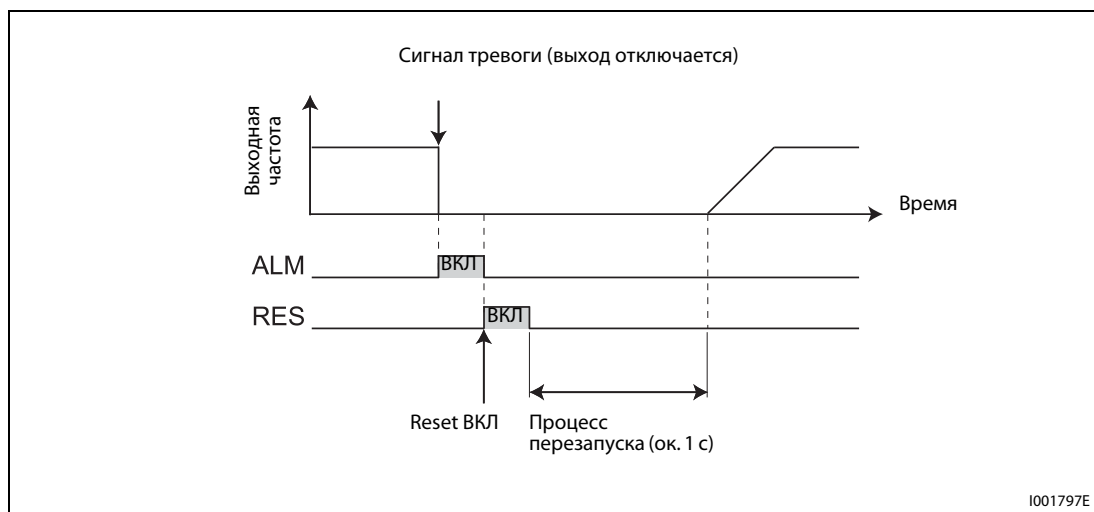 Сигнал тревоги (выход отключается)
Выходная
частота
Время
ALM
ВКЛ
RES
ВКЛ
Reset ВКЛ
Процесс
перезапуска (ок. 1 с)
I001797E